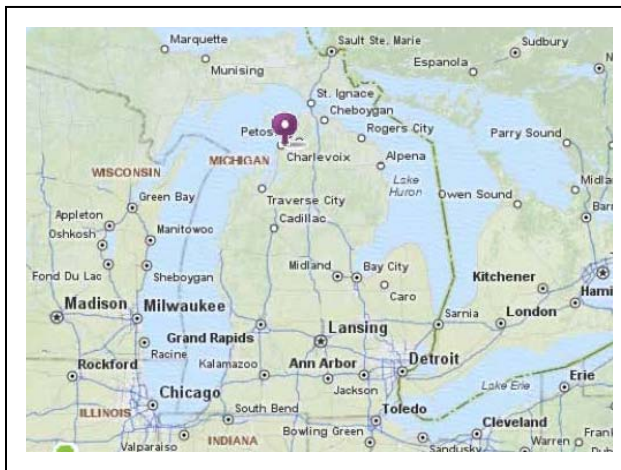 Marquette
Sault Ste. Marie
Sudbury
Munising
Espanola
St. Ignace
Cheboygan
Petos
Rogers City
Parry Sound
Charlevoix
MICHIGAN
Alpena
WISCONSIN
Lake
Huron
Green Bay
Traverse City
Owen Sound
Appleton
Cadillac
Oshkosh
Manitowoc
Fond Du Lac
Sheboygan
Midland
Bay City
Kitchener
Caro
Madison
Milwaukee
Sarnia
London
Grand Rapids
Lansing
Racine
Rockford
Kalamazoo
Ann Arbor
Detroit
Jackson
Lake Erie
Erie
Chicago
ILLINOIS
South Bend
Toledo
Cleveland
Valparaiso
INDIANA
Bowling Green
Sandusky
Warren